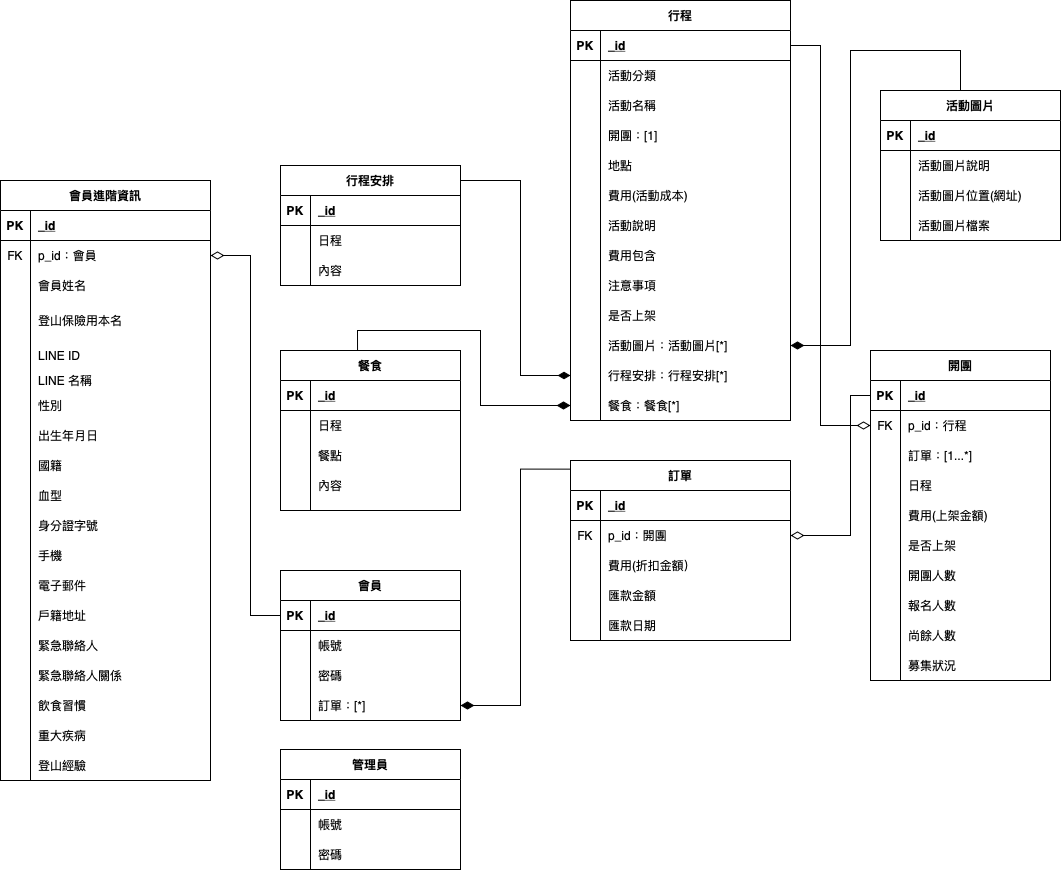 行程
PK _id
活動分類
活動名稱
開團：[1]
地點
費用(活動成本)
活動說明
費用包含
注意事項
是否上架
活動圖片：活動圖片[*]
行程安排：行程安排[*]
餐食：餐食[*]
活動圖片
PK _id
活動圖片說明
活動圖片位置(網址)
活動圖片檔案
行程安排
PK _id
日程
內容
會員進階資訊
PK _id
FK p_id：會員
會員姓名
登山保險用本名
LINE ID
LINE 名稱
性別
出生年月日
國籍
血型
身分證字號
手機
電子郵件
戶籍地址
緊急聯絡人
緊急聯絡人關係
飲食習慣
重大疾病
登山經驗
餐食
PK _id
日程
餐點
內容
開團
PK _id
FK p_id：行程
訂單：[1...*]
日程
費用(上架金額)
是否上架
開團人數
報名人數
尚餘人數
募集狀況
訂單
PK _id
FK p_id：開團
費用(折扣金額)
匯款金額
匯款日期
會員
PK _id
帳號
密碼
訂單：[*]
管理員
PK _id
帳號
密碼